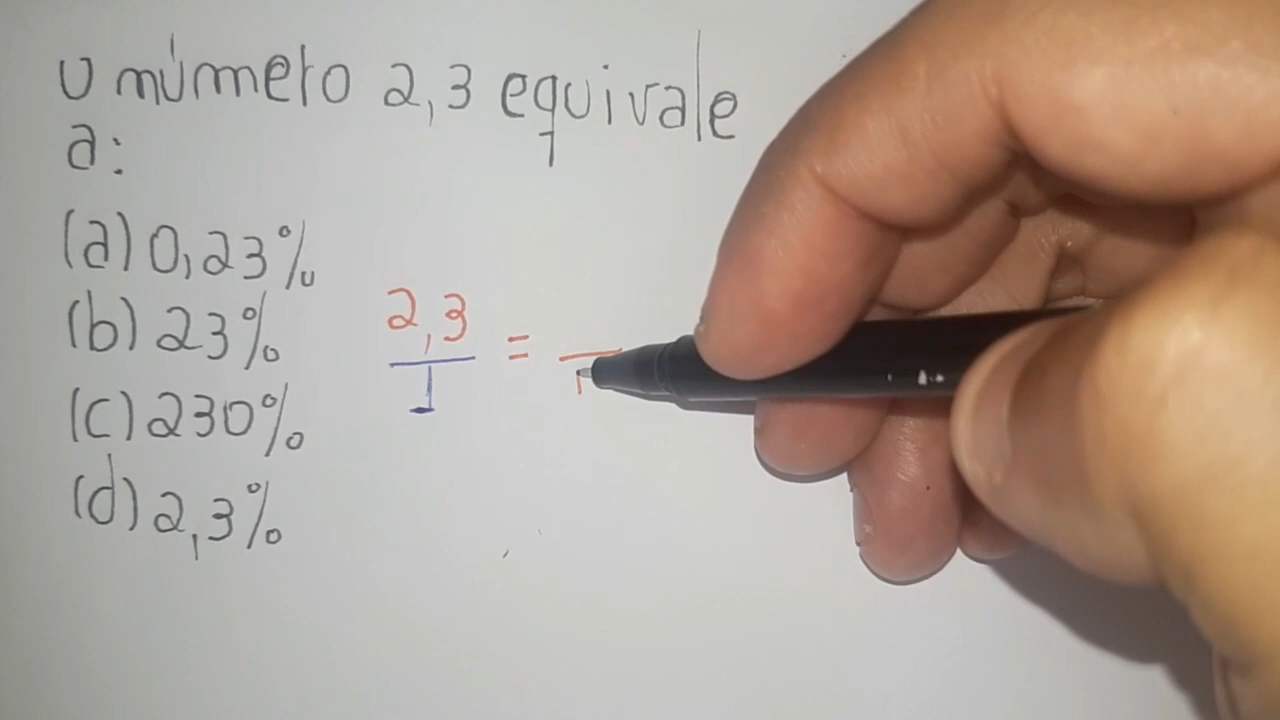 O número 2,3 equivale
a:
(a) 0,23%
(b) 23%
(c) 230%
(d) 2,3%
2,3/1 =